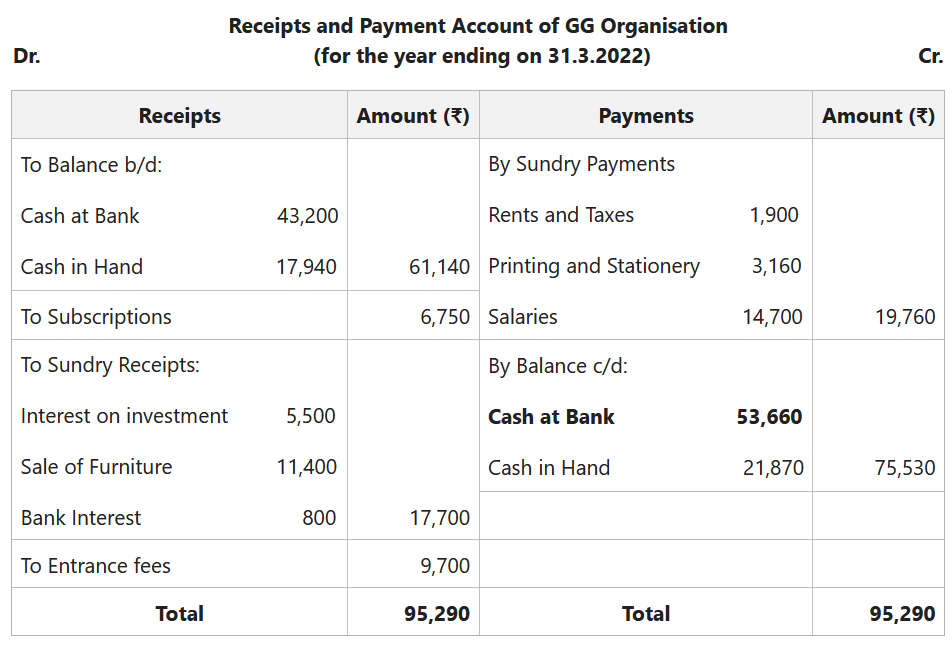 Receipts and Payment Account of GG Organisation
Dr. (for the year ending on 31.3.2022) Cr.
Receipts Amount (₹) Payments Amount (₹)
To Balance b/d: By Sundry Payments
Cash at Bank 43,200 Rents and Taxes 1,900
Cash in Hand 17,940 61,140 Printing and Stationery 3,160
To Subscriptions 6,750 Salaries 14,700 19,760
To Sundry Receipts: By Balance c/d:
Interest on investment 5,500 Cash at Bank 53,660
Sale of Furniture 11,400 Cash in Hand 21,870 75,530
Bank Interest 800 17,700
To Entrance fees 9,700
Total 95,290 Total 95,290